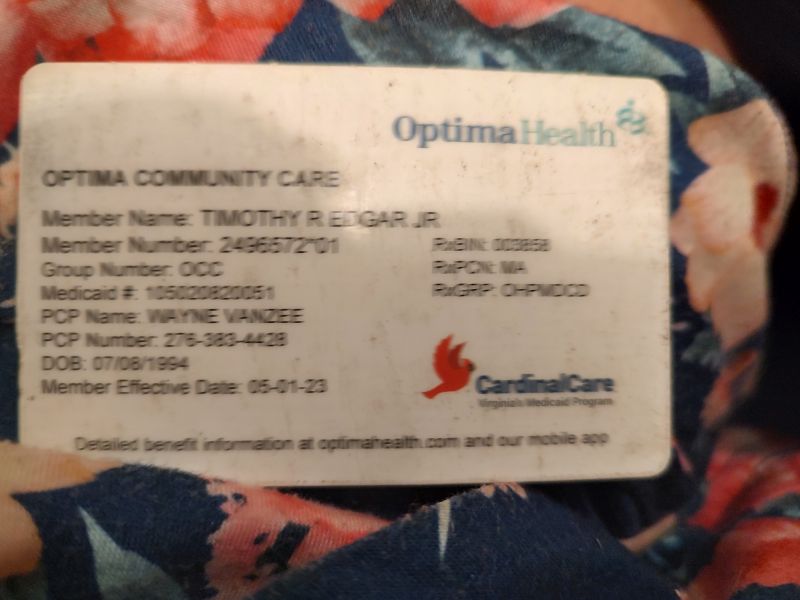 OptimaHealth
OPTIMA COMMUNITY CARE
Member Name: TIMOTHY R EDGAR JR
Member Number: 2496572*01
Group Number: OCC
Medicaid #: 105020820051
PCP Name: WAYNE VANZEE
PCP Number: 276-383-4428
DOB: 07/08/1994
Member Effective Date: 05-01-23
RxBIN: 003858
RxPCN: MA
RxGRP: OHPMDCD
CardinalCare
Virginia's Medicaid Program
Detailed benefit information at optimahealth.com and our mobile app